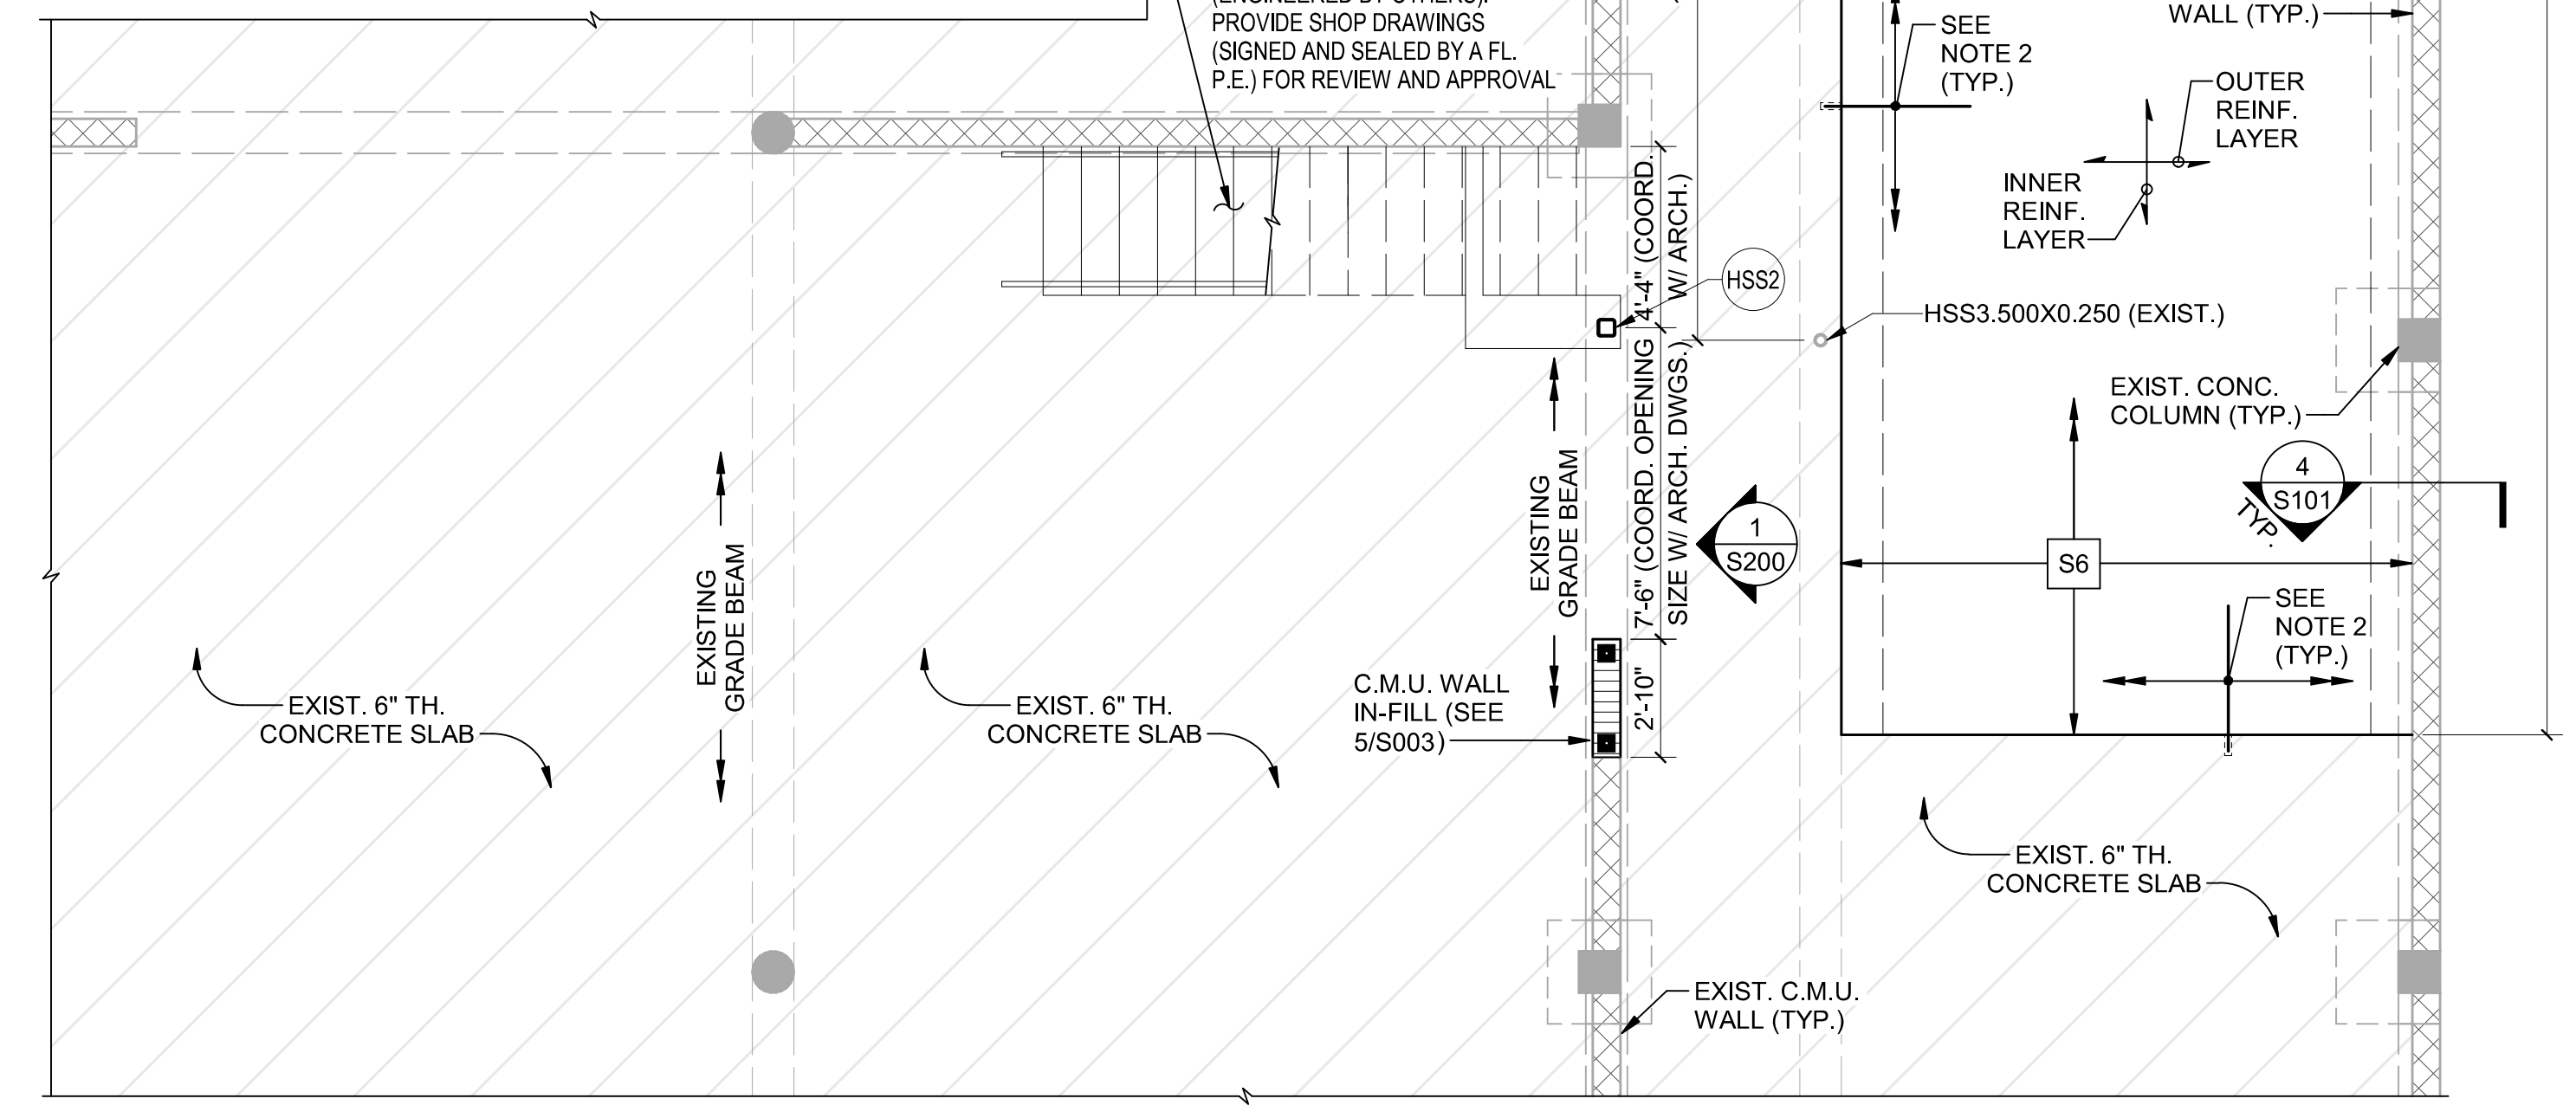 (ENGINEERED BY OTHERS).
PROVIDE SHOP DRAWINGS
(SIGNED AND SEALED BY A FL.
P.E.) FOR REVIEW AND APPROVAL
WALL (TYP.)
SEE
NOTE 2
(TYP.)
OUTER
REINF.
LAYER
INNER
REINF.
LAYER
4'-4" (COORD.
W/ ARCH.)
HSS2
HSS3.500X0.250 (EXIST.)
EXIST. CONC.
COLUMN (TYP.)
4
S101
TYP.
7'-6" (COORD. OPENING
SIZE W/ ARCH. DWGS.)
EXISTING
GRADE BEAM
1
S200
S6
EXISTING
GRADE BEAM
SEE
NOTE 2
(TYP.)
EXIST. 6" TH.
CONCRETE SLAB
EXIST. 6" TH.
CONCRETE SLAB
C.M.U. WALL
IN-FILL (SEE
5/S003)
2'-10"
EXIST. 6" TH.
CONCRETE SLAB
EXIST. C.M.U.
WALL (TYP.)